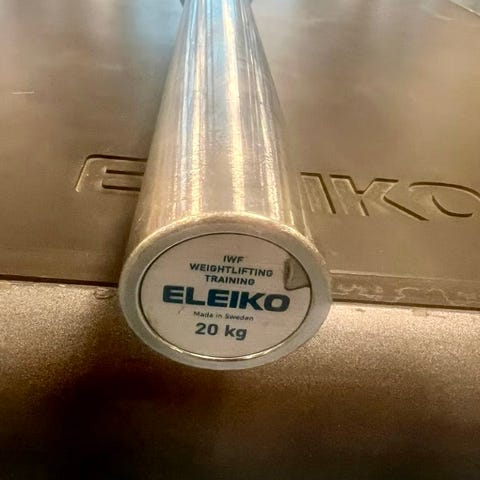 ELEIKO
IWF
WEIGHTLIFTING
TRAINING
ELEIKO
Made in Sweden
20 kg